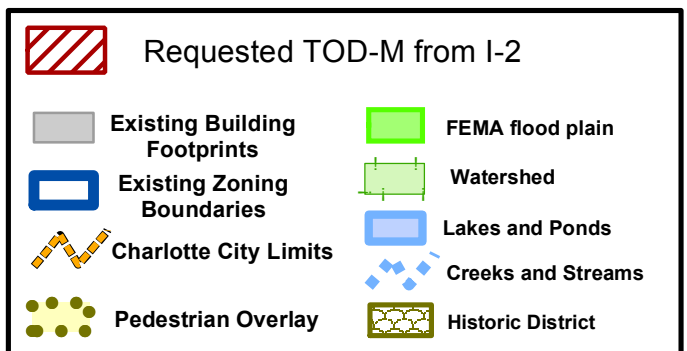 Requested TOD-M from I-2
Existing Building
Footprints
Existing Zoning
Boundaries
Charlotte City Limits
Pedestrian Overlay
FEMA flood plain
Watershed
Lakes and Ponds
Creeks and Streams
Historic District